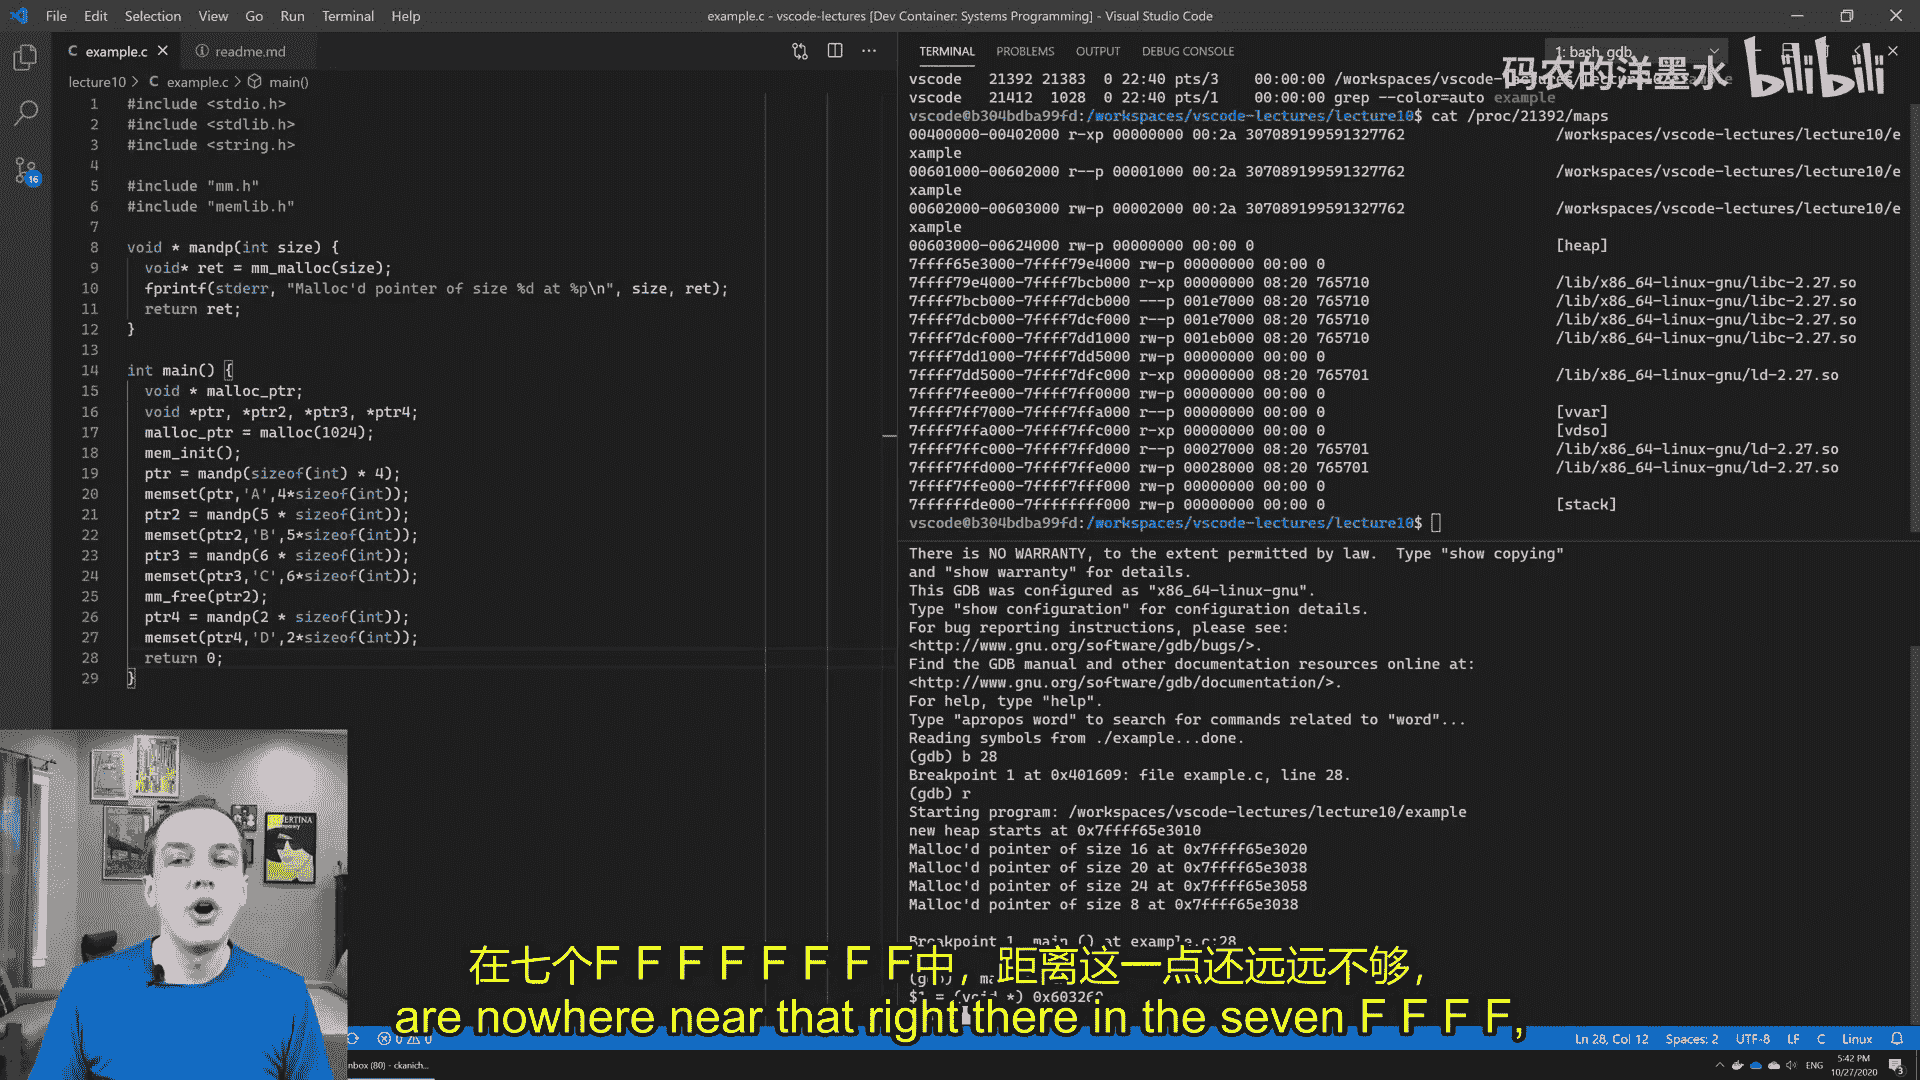 File Edit Selection View Go Run Terminal Help
example.c - vscode-lectures [Dev Container: Systems Programming] - Visual Studio Code
C example.c × readme.md
lecture10 > C example.c > main()
16
1 #include <stdio.h>
2 #include <stdlib.h>
3 #include <string.h>
4
5 #include "mm.h"
6 #include "memlib.h"
7
8 void * mandp(int size) {
9 void* ret = mm_malloc(size);
10 fprintf(stderr, "Malloc'd pointer of size %d at %p\n", size, ret);
11 return ret;
12 }
13
14 int main() {
15 void * malloc_ptr;
16 void *ptr, *ptr2, *ptr3, *ptr4;
17 malloc_ptr = malloc(1024);
18 mem_init();
19 ptr = mandp(sizeof(int) * 4);
20 memset(ptr,'A',4*sizeof(int));
21 ptr2 = mandp(5 * sizeof(int));
22 memset(ptr2,'B',5*sizeof(int));
23 ptr3 = mandp(6 * sizeof(int));
24 memset(ptr3,'C',6*sizeof(int));
25 mm_free(ptr2);
26 ptr4 = mandp(2 * sizeof(int));
27 memset(ptr4,'D',2*sizeof(int));
28 return 0;
29 }
TERMINAL PROBLEMS OUTPUT DEBUG CONSOLE
1: bash, gdb
码农的洋墨水 bilibili
vscode 21392 21383 0 22:40 pts/3 00:00:00 /workspaces/vscode-lectures/lecture10/example
vscode 21412 1028 0 22:40 pts/1 00:00:00 grep --color=auto example
vscode@0b304bdba99fd:/workspaces/vscode-lectures/lecture10$ cat /proc/21392/maps
00400000-00402000 r-xp 00000000 00:2a 307089199591327762 /workspaces/vscode-lectures/lecture10/e
xample
00601000-00602000 r--p 00001000 00:2a 307089199591327762 /workspaces/vscode-lectures/lecture10/e
xample
00602000-00603000 rw-p 00002000 00:2a 307089199591327762 /workspaces/vscode-lectures/lecture10/e
xample
00603000-00624000 rw-p 00000000 00:00 0 [heap]
7ffff65e3000-7ffff79e4000 rw-p 00000000 00:00 0
7ffff79e4000-7ffff7bcb000 r-xp 00000000 08:20 765710 /lib/x86_64-linux-gnu/libc-2.27.so
7ffff7bcb000-7ffff7dcb000 ---p 001e7000 08:20 765710 /lib/x86_64-linux-gnu/libc-2.27.so
7ffff7dcb000-7ffff7dcf000 r--p 001e7000 08:20 765710 /lib/x86_64-linux-gnu/libc-2.27.so
7ffff7dcf000-7ffff7dd1000 rw-p 001eb000 08:20 765710 /lib/x86_64-linux-gnu/libc-2.27.so
7ffff7dd1000-7ffff7dd5000 rw-p 00000000 00:00 0
7ffff7dd5000-7ffff7dfc000 r-xp 00000000 08:20 765701 /lib/x86_64-linux-gnu/ld-2.27.so
7ffff7fee000-7ffff7ff0000 rw-p 00000000 00:00 0
7ffff7ff7000-7ffff7ffa000 r--p 00000000 00:00 0 [vvar]
7ffff7ffa000-7ffff7ffc000 r-xp 00000000 00:00 0 [vdso]
7ffff7ffc000-7ffff7ffd000 r--p 00027000 08:20 765701 /lib/x86_64-linux-gnu/ld-2.27.so
7ffff7ffd000-7ffff7ffe000 rw-p 00028000 08:20 765701 /lib/x86_64-linux-gnu/ld-2.27.so
7ffff7ffe000-7ffff7fff000 rw-p 00000000 00:00 0
7ffffffde000-7ffffffff000 rw-p 00000000 00:00 0 [stack]
vscode@0b304bdba99fd:/workspaces/vscode-lectures/lecture10$
There is NO WARRANTY, to the extent permitted by law. Type "show copying"
and "show warranty" for details.
This GDB was configured as "x86_64-linux-gnu".
Type "show configuration" for configuration details.
For bug reporting instructions, please see:
<http://www.gnu.org/software/gdb/bugs/>.
Find the GDB manual and other documentation resources online at:
<http://www.gnu.org/software/gdb/documentation/>.
For help, type "help".
Type "apropos word" to search for commands related to "word"...
Reading symbols from ./example...done.
(gdb) b 28
Breakpoint 1 at 0x401609: file example.c, line 28.
(gdb) r
Starting program: /workspaces/vscode-lectures/lecture10/example
new heap starts at 0x7ffff65e3010
Malloc'd pointer of size 16 at 0x7ffff65e3020
Malloc'd pointer of size 20 at 0x7ffff65e3038
Malloc'd pointer of size 24 at 0x7ffff65e3058
Malloc'd pointer of size 8 at 0x7ffff65e3038
Breakpoint 1, main () at example.c:28
$1 = (void *) 0x603260
在七个F F F F F F F F中，距离这一点还远远不够，
are nowhere near that right there in the seven F F F F,
0 0
Ln 28, Col 12 Spaces: 2 UTF-8 LF C Linux
nbox (80) - ckanich...
ENG
5:42 PM
10/27/2020
3